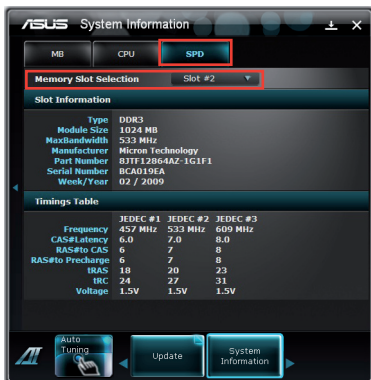 ASUS System Information
MB CPU SPD
Memory Slot Selection Slot #2
Slot Information
Type DDR3
Module Size 1024 MB
MaxBandwidth 533 MHz
Manufacturer Micron Technology
Part Number 8JTF12864AZ-1G1F1
Serial Number BCA019EA
Week/Year 02 / 2009
Timings Table
JEDEC #1 JEDEC #2 JEDEC #3
Frequency 457 MHz 533 MHz 609 MHz
CAS#Latency 6.0 7.0 8.0
RAS#to CAS 6 7 8
RAS#to Precharge 6 7 8
tRAS 18 20 23
tRC 24 27 31
Voltage 1.5V 1.5V 1.5V
AI
Auto
Tuning
Update
System
Information